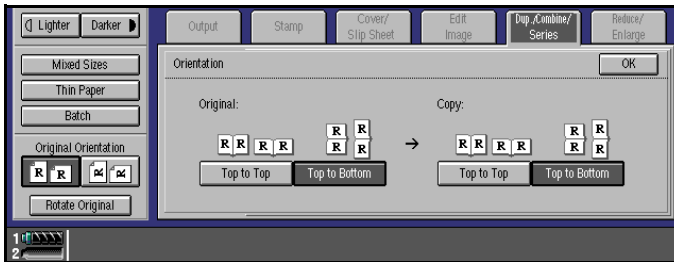 Lighter
Darker
Mixed Sizes
Thin Paper
Batch
Original Orientation
R R R R
Rotate Original
Output
Stamp
Cover/
Slip Sheet
Edit
Image
Dup./Combine/
Series
Reduce/
Enlarge
Orientation
OK
Original:
R R R R
R R
R R
Top to Top
Top to Bottom
Copy:
R R R R
R R
R R
Top to Top
Top to Bottom
1
2